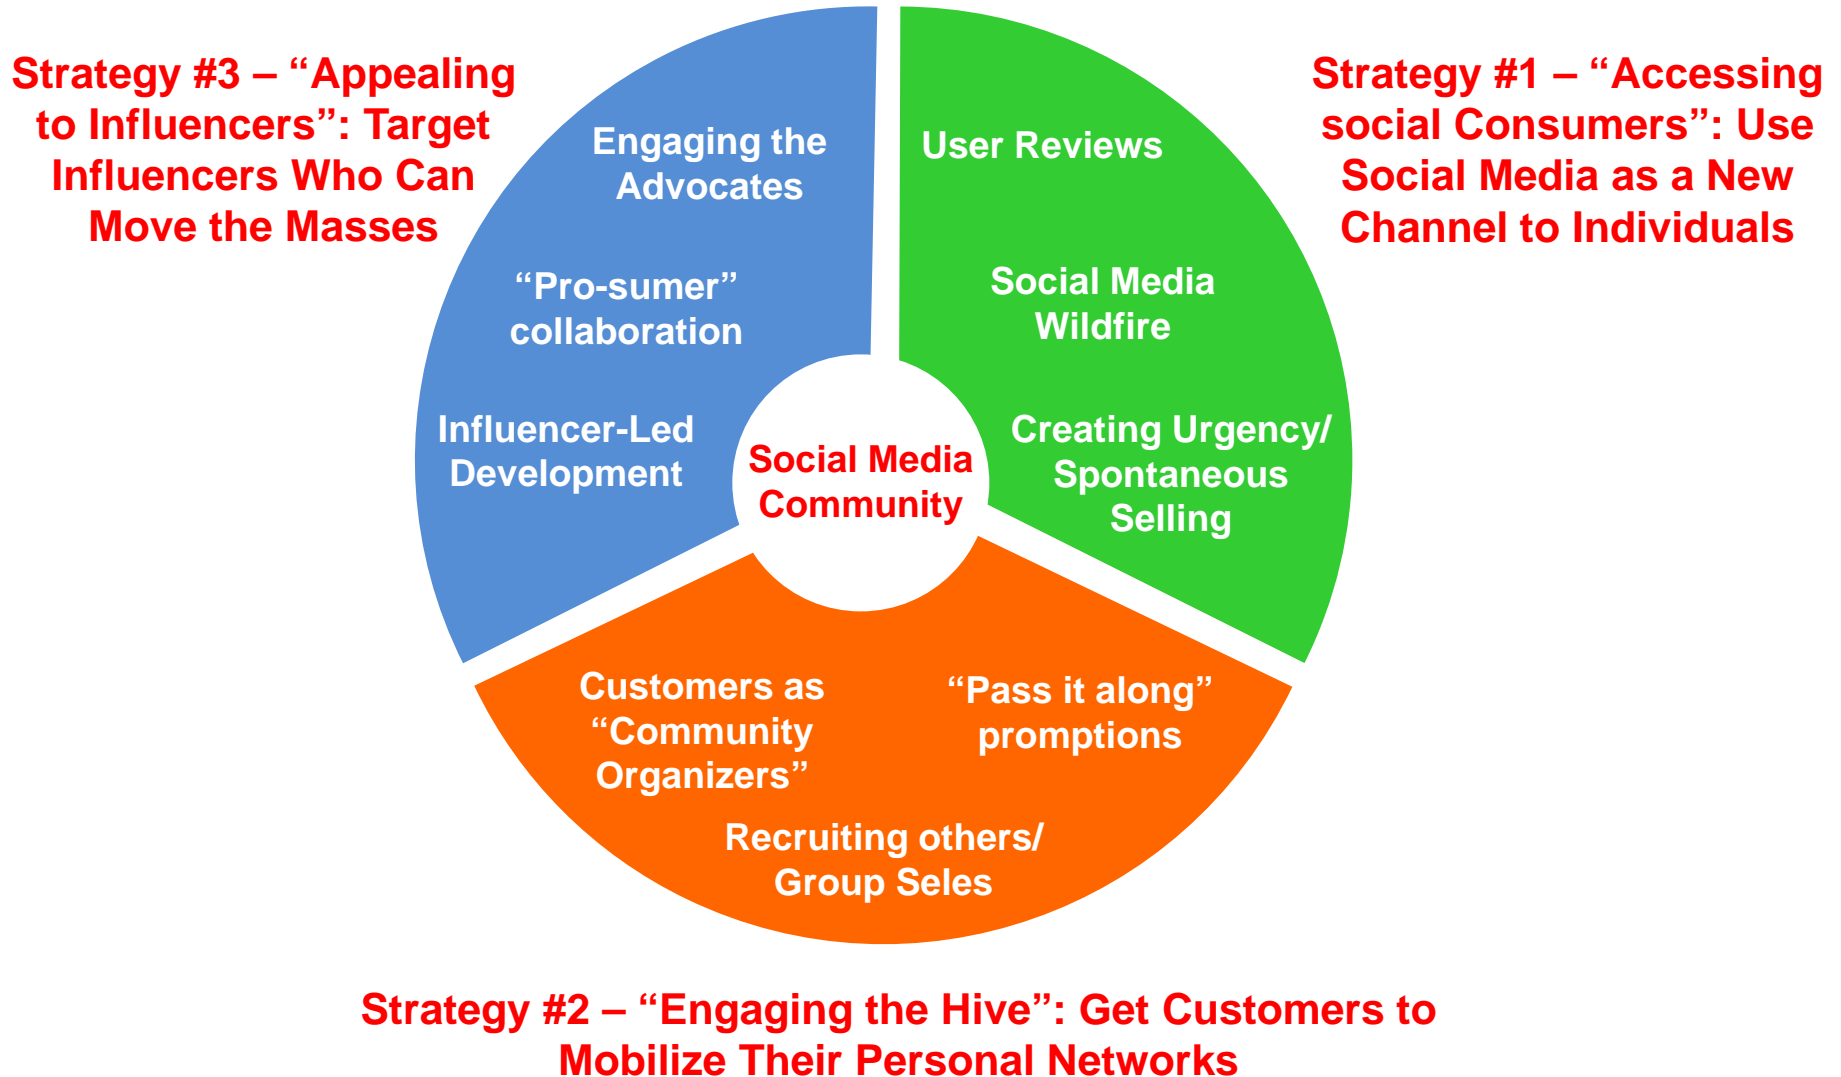 Strategy #3 – “Appealing
to Influencers”: Target
Influencers Who Can
Move the Masses
Strategy #1 – “Accessing
social Consumers”: Use
Social Media as a New
Channel to Individuals
Engaging the
Advocates
“Pro-sumer”
collaboration
Influencer-Led
Development
User Reviews
Social Media
Wildfire
Creating Urgency/
Spontaneous
Selling
Social Media
Community
Customers as
“Community
Organizers”
“Pass it along”
promptions
Recruiting others/
Group Seles
Strategy #2 – “Engaging the Hive”: Get Customers to
Mobilize Their Personal Networks